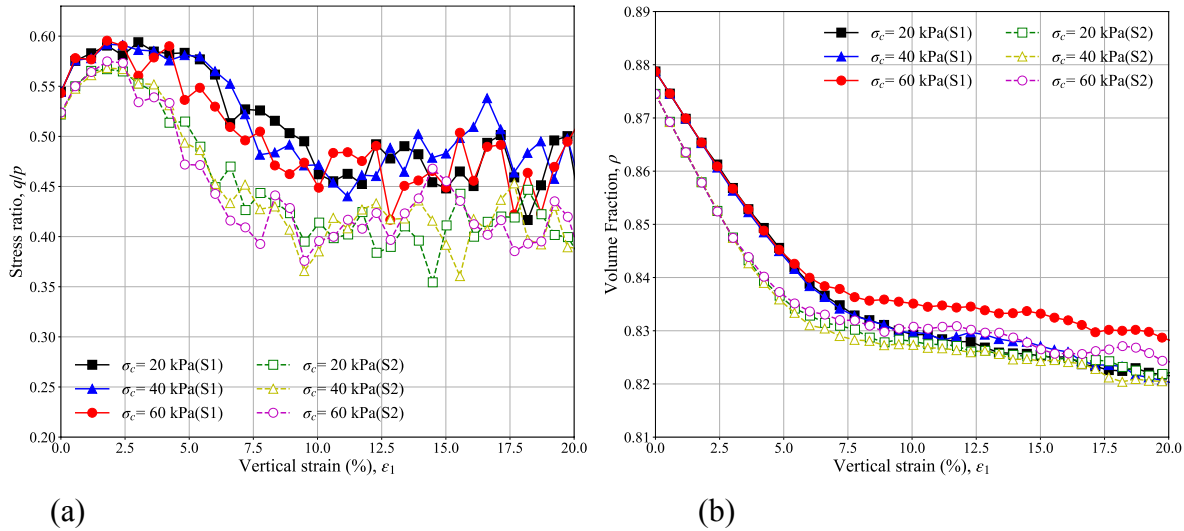 0.60
0.55
0.50
0.45
0.40
0.35
0.30
0.25
0.20
Stress ratio, q/p
σc= 20 kPa(S1)
σc= 40 kPa(S1)
σc= 60 kPa(S1)
σc= 20 kPa(S2)
σc= 40 kPa(S2)
σc= 60 kPa(S2)
0.0 2.5 5.0 7.5 10.0 12.5 15.0 17.5 20.0
Vertical strain (%), ε1
(a)
0.89
0.88
0.87
0.86
0.85
0.84
0.83
0.82
0.81
Volume Fraction, ρ
σc= 20 kPa(S1)
σc= 40 kPa(S1)
σc= 60 kPa(S1)
σc= 20 kPa(S2)
σc= 40 kPa(S2)
σc= 60 kPa(S2)
0.0 2.5 5.0 7.5 10.0 12.5 15.0 17.5 20.0
Vertical strain (%), ε1
(b)